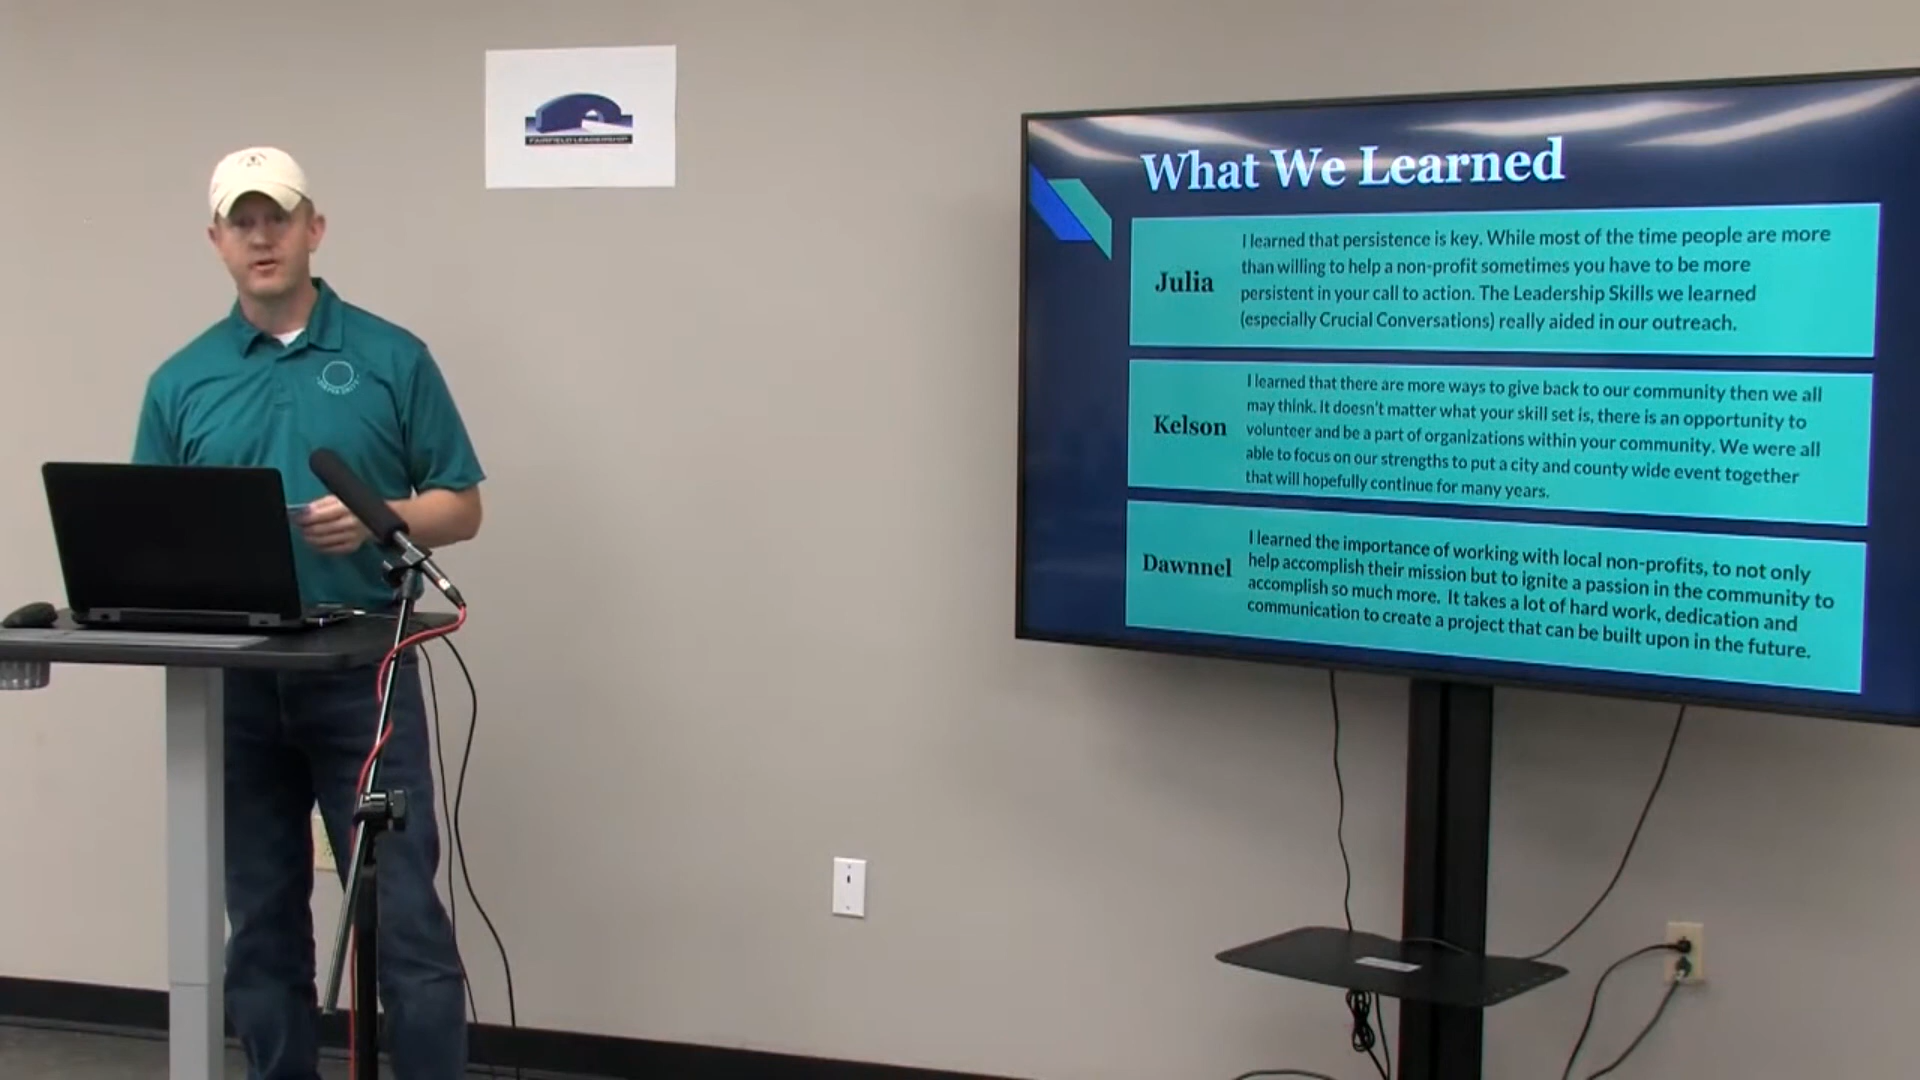 FAIRFIELD LEADERSHIP
What We Learned
Julia
I learned that persistence is key. While most of the time people are more
than willing to help a non-profit sometimes you have to be more
persistent in your call to action. The Leadership Skills we learned
(especially Crucial Conversations) really aided in our outreach.
Kelson
I learned that there are more ways to give back to our community then we all
may think. It doesn't matter what your skill set is, there is an opportunity to
volunteer and be a part of organizations within your community. We were all
able to focus on our strengths to put a city and county wide event together
that will hopefully continue for many years.
Dawnnel
I learned the importance of working with local non-profits, to not only
help accomplish their mission but to ignite a passion in the community to
accomplish so much more. It takes a lot of hard work, dedication and
communication to create a project that can be built upon in the future.